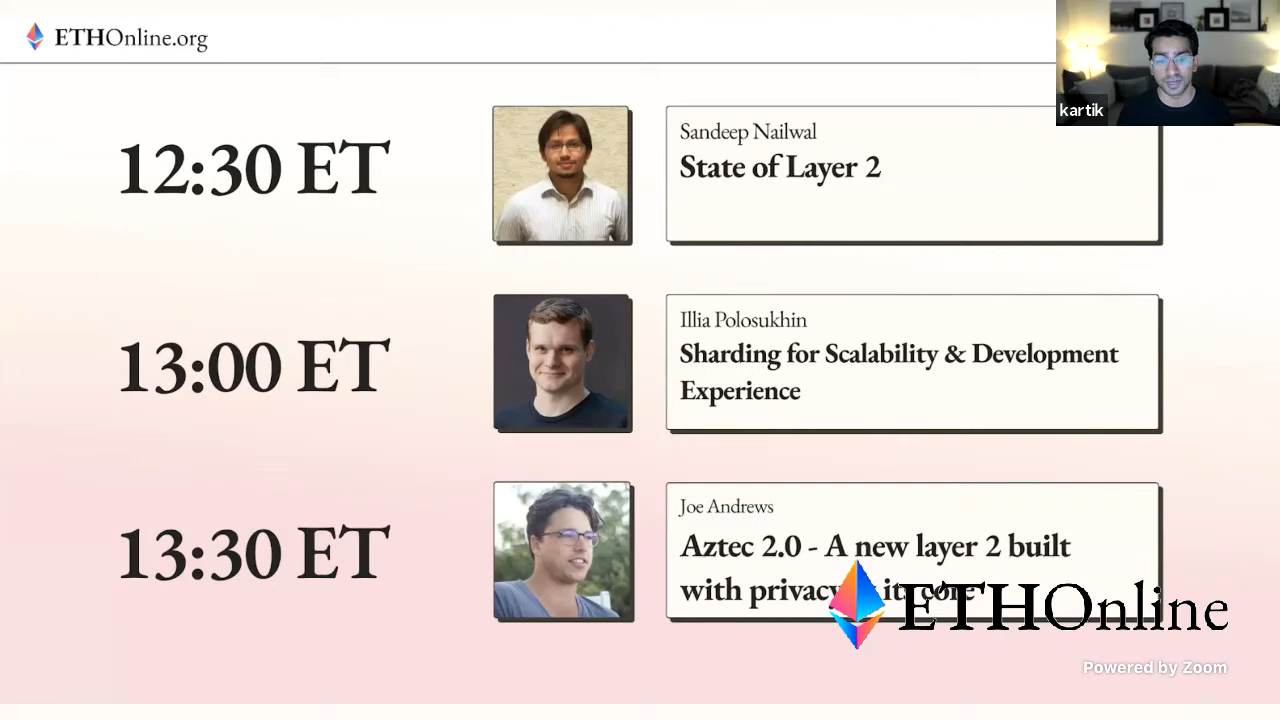 ETHOnline.org
kartik
12:30 ET
Sandeep Nailwal
State of Layer 2
13:00 ET
Illia Polosukhin
Sharding for Scalability & Development
Experience
13:30 ET
Joe Andrews
Aztec 2.0 - A new layer 2 built
with privacy its core
ETHOnline
Powered by Zoom